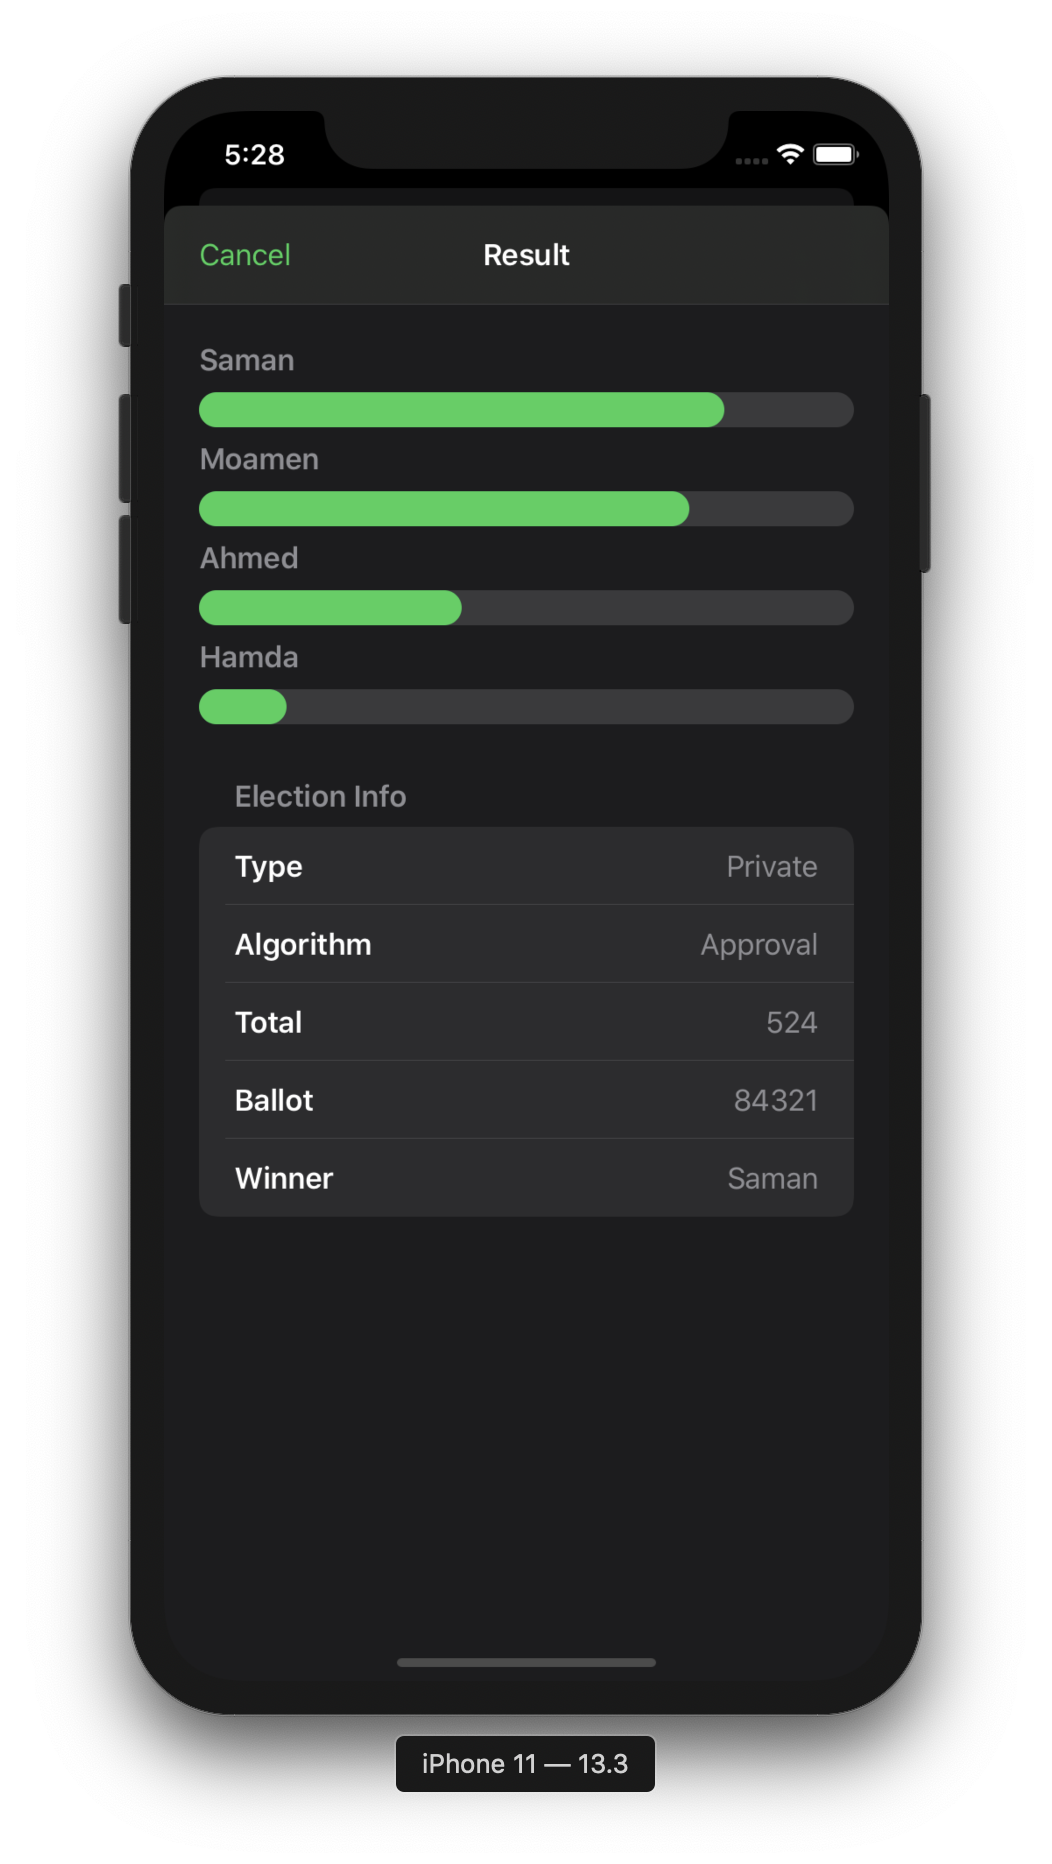 5:28
Cancel Result
Saman
Moamen
Ahmed
Hamda
Election Info
Type Private
Algorithm Approval
Total 524
Ballot 84321
Winner Saman
iPhone 11 — 13.3